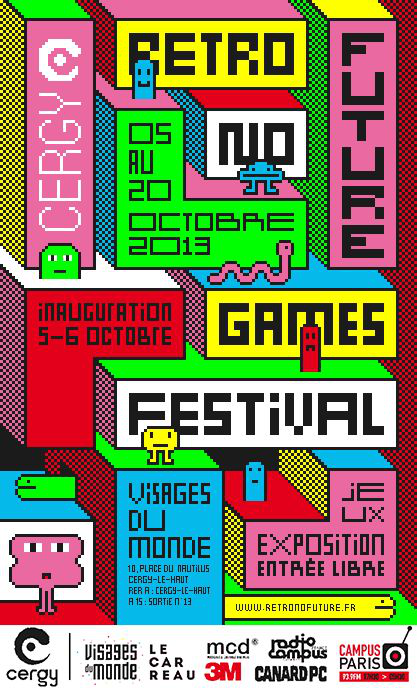 CERGY
RETRO
NO
FUTURE
05
AU
20
OCTOBRE
2013
INAUGURATION
5-6 OCTOBRE
GAMES
FESTIVAL
VISAGES
DU
MONDE
10, PLACE DU NAUTILUS
CERGY-LE-HAUT
RER A : CERGY-LE-HAUT
A 15 : SORTIE N°13
JE
UX
EXPOSITION
ENTRÉE LIBRE
WWW.RETRONOFUTURE.FR
cergy
Visages
du monde
LE
CAR
REAU
mcd
3M
radio
campus
CANARD PC
CAMPUS
PARIS
93.9FM